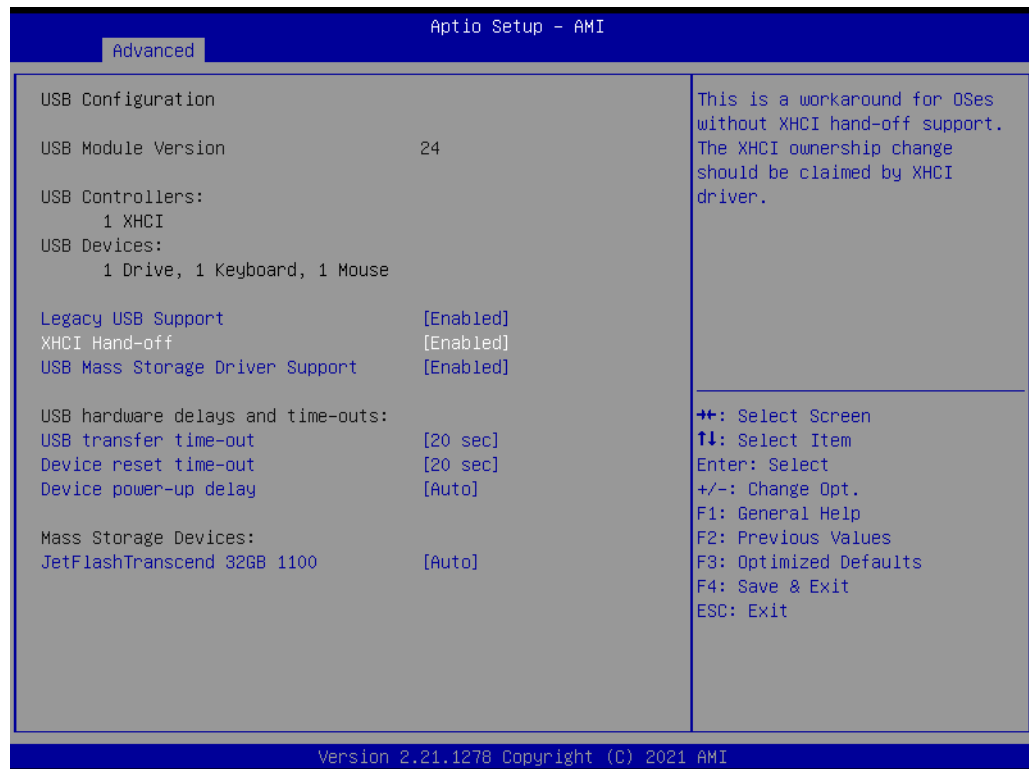 Aptio Setup – AMI
Advanced
USB Configuration
USB Module Version 24
USB Controllers:
1 XHCI
USB Devices:
1 Drive, 1 Keyboard, 1 Mouse
Legacy USB Support [Enabled]
XHCI Hand-off [Enabled]
USB Mass Storage Driver Support [Enabled]
USB hardware delays and time-outs:
USB transfer time-out [20 sec]
Device reset time-out [20 sec]
Device power-up delay [Auto]
Mass Storage Devices:
JetFlashTranscend 32GB 1100 [Auto]
This is a workaround for OSes
without XHCI hand-off support.
The XHCI ownership change
should be claimed by XHCI
driver.
→←: Select Screen
↑↓: Select Item
Enter: Select
+/-: Change Opt.
F1: General Help
F2: Previous Values
F3: Optimized Defaults
F4: Save & Exit
ESC: Exit
Version 2.21.1278 Copyright (C) 2021 AMI